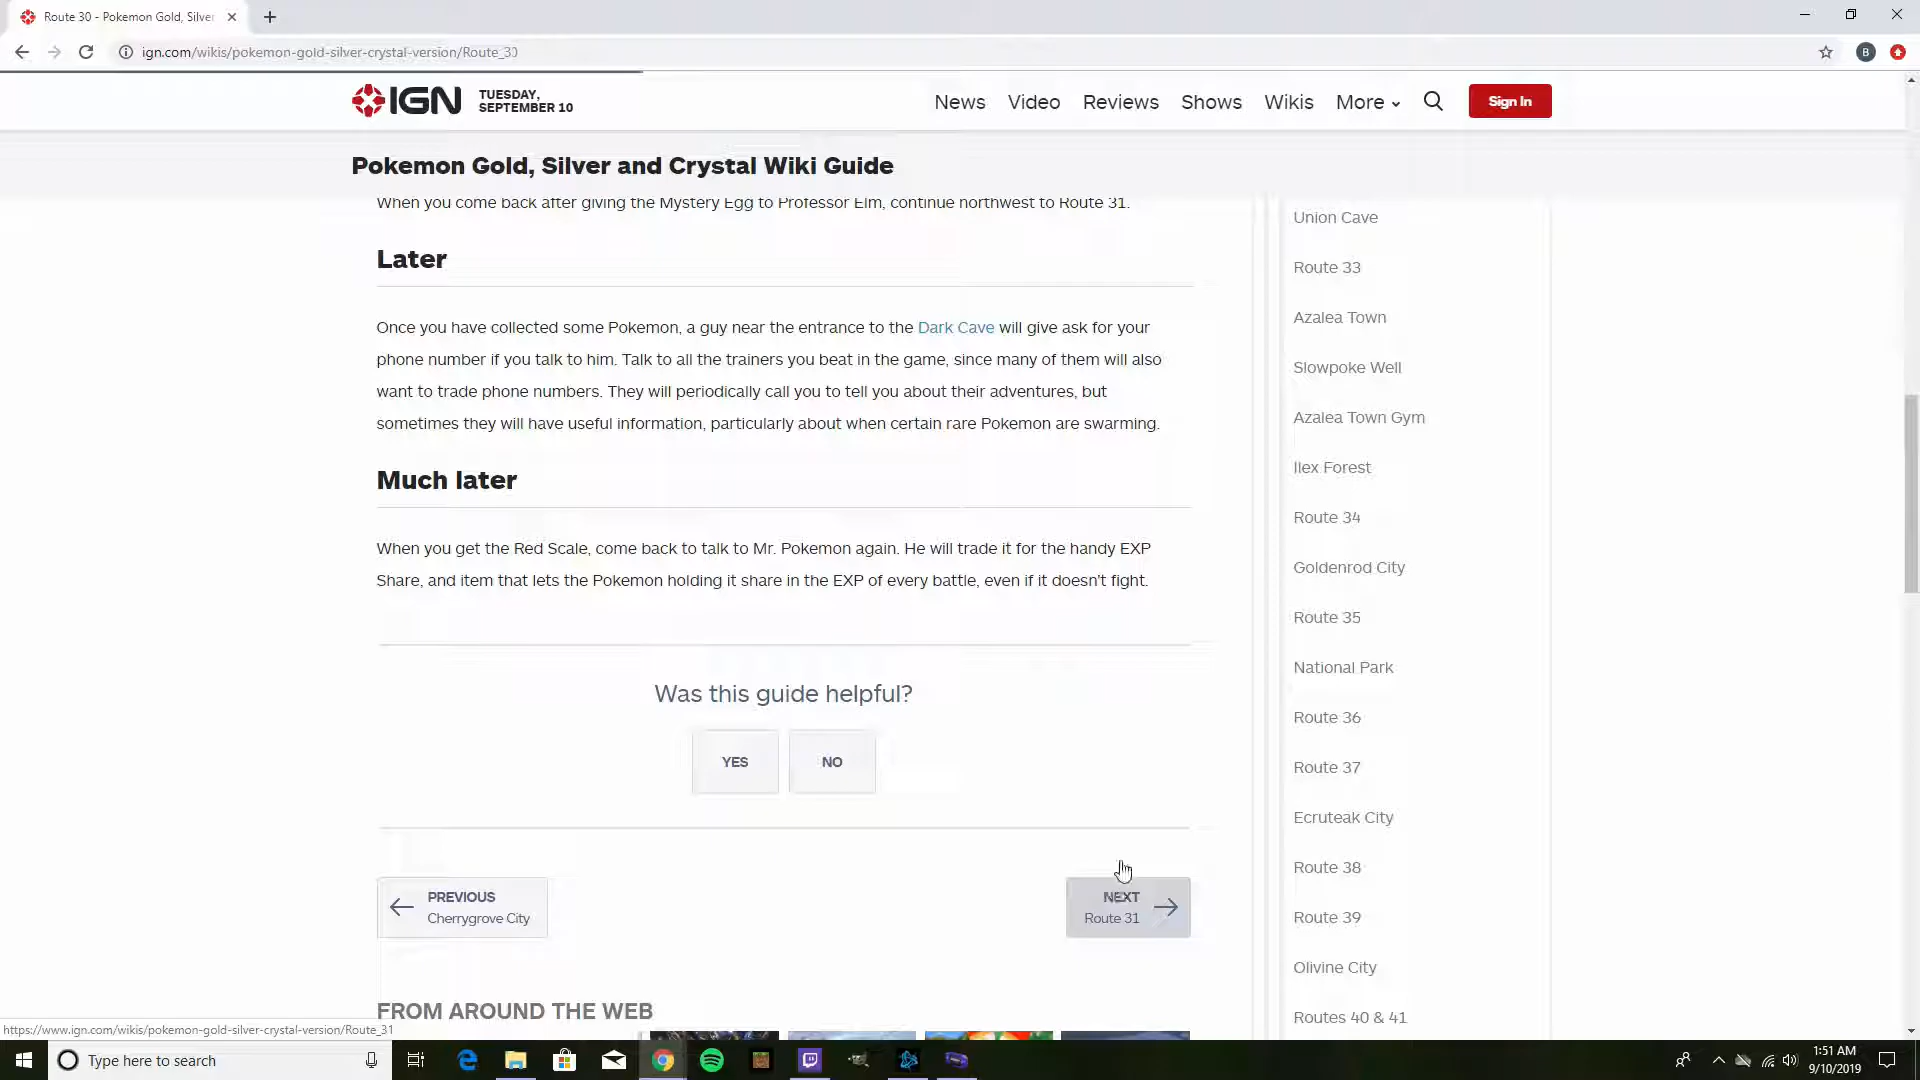 Route 30 - Pokemon Gold, Silver
ign.com/wikis/pokemon-gold-silver-crystal-version/Route_30
B
IGN
TUESDAY,
SEPTEMBER 10
News Video Reviews Shows Wikis More
Sign In
Pokemon Gold, Silver and Crystal Wiki Guide
When you come back after giving the Mystery Egg to Professor Elm, continue northwest to Route 31.
Later
Once you have collected some Pokemon, a guy near the entrance to the Dark Cave will give ask for your
phone number if you talk to him. Talk to all the trainers you beat in the game, since many of them will also
want to trade phone numbers. They will periodically call you to tell you about their adventures, but
sometimes they will have useful information, particularly about when certain rare Pokemon are swarming.
Much later
When you get the Red Scale, come back to talk to Mr. Pokemon again. He will trade it for the handy EXP
Share, and item that lets the Pokemon holding it share in the EXP of every battle, even if it doesn't fight.
Was this guide helpful?
YES
NO
PREVIOUS
Cherrygrove City
NEXT
Route 31
FROM AROUND THE WEB
Union Cave
Route 33
Azalea Town
Slowpoke Well
Azalea Town Gym
Ilex Forest
Route 34
Goldenrod City
Route 35
National Park
Route 36
Route 37
Ecruteak City
Route 38
Route 39
Olivine City
Routes 40 & 41
https://www.ign.com/wikis/pokemon-gold-silver-crystal-version/Route_31
Type here to search
1:51 AM
9/10/2019